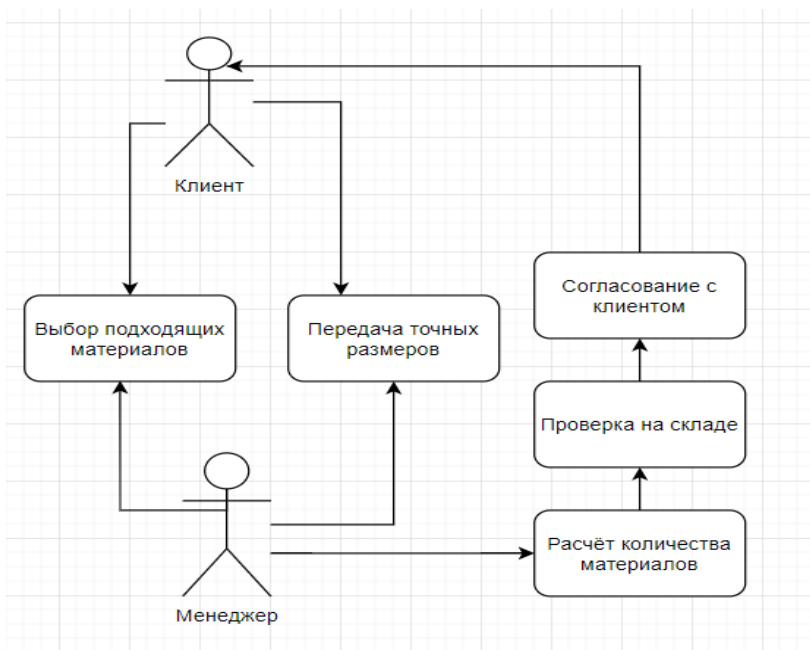 Клиент
Выбор подходящих
материалов
Передача точных
размеров
Согласование с
клиентом
Проверка на складе
Расчёт количества
материалов
Менеджер